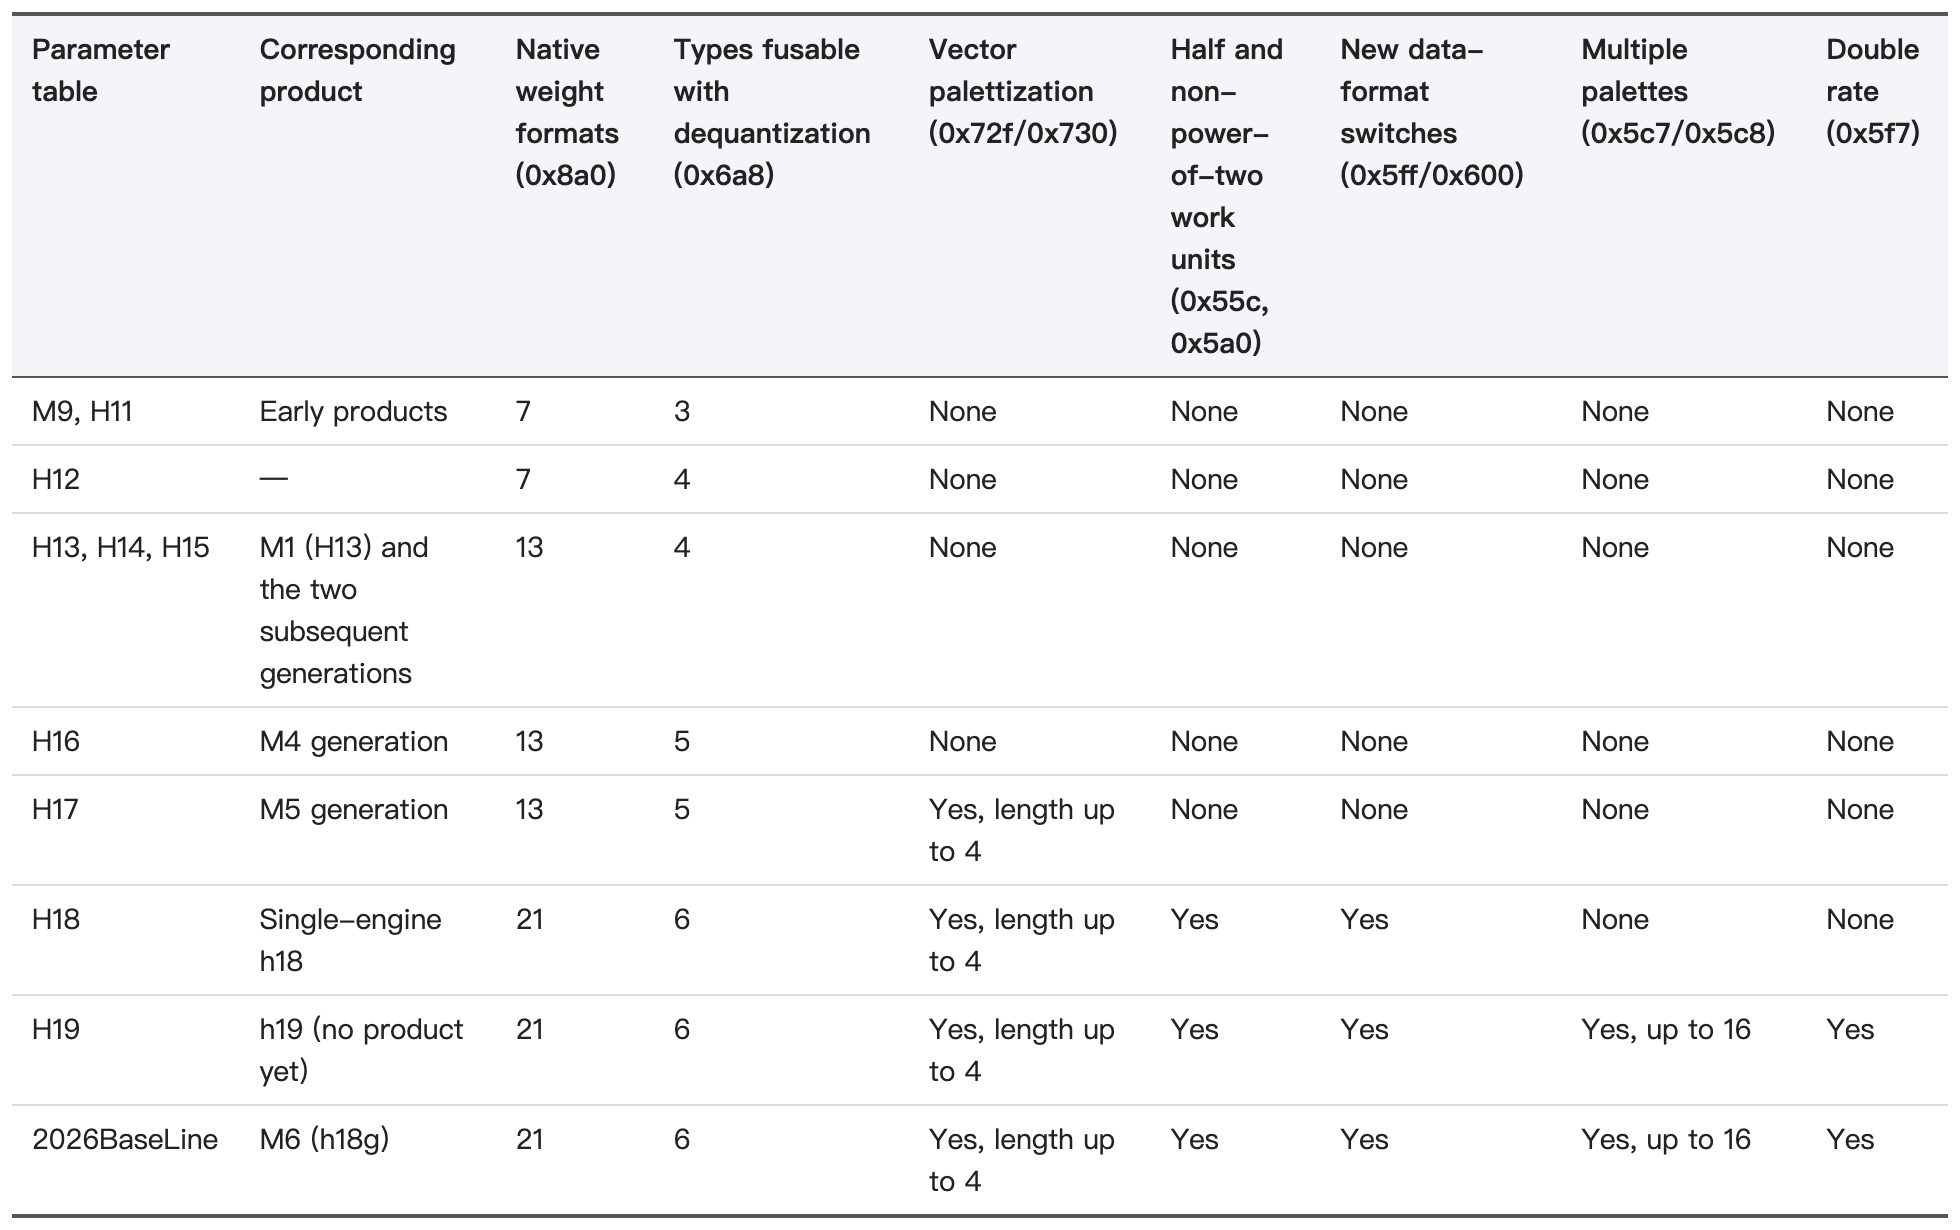 Parameter table
Corresponding product
Native weight formats (0x8a0)
Types fusable with dequantization (0x6a8)
Vector palettization (0x72f/0x730)
Half and non-power-of-two work units (0x55c, 0x5a0)
New data-format switches (0x5ff/0x600)
Multiple palettes (0x5c7/0x5c8)
Double rate (0x5f7)
M9, H11 Early products 7 3 None None None None None
H12 — 7 4 None None None None None
H13, H14, H15 M1 (H13) and the two subsequent generations 13 4 None None None None None
H16 M4 generation 13 5 None None None None None
H17 M5 generation 13 5 Yes, length up to 4 None None None None
H18 Single-engine h18 21 6 Yes, length up to 4 Yes Yes None None
H19 h19 (no product yet) 21 6 Yes, length up to 4 Yes Yes Yes, up to 16 Yes
2026BaseLine M6 (h18g) 21 6 Yes, length up to 4 Yes Yes Yes, up to 16 Yes